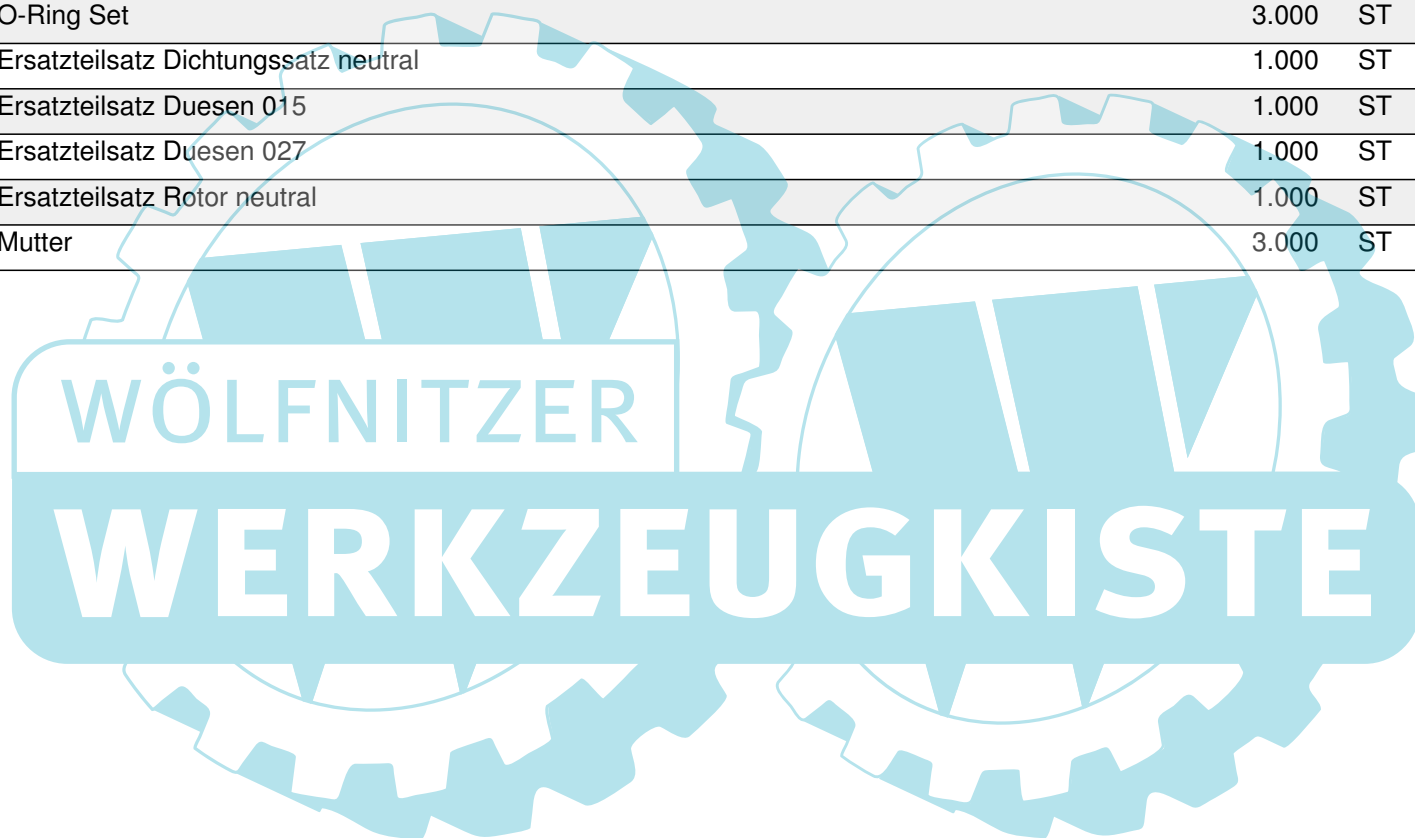 O-Ring Set 3.000 ST
Ersatzteilsatz Dichtungssatz neutral 1.000 ST
Ersatzteilsatz Duesen 015 1.000 ST
Ersatzteilsatz Duesen 027 1.000 ST
Ersatzteilsatz Rotor neutral 1.000 ST
Mutter 3.000 ST
WÖLFNITZER
WERKZEUGKISTE